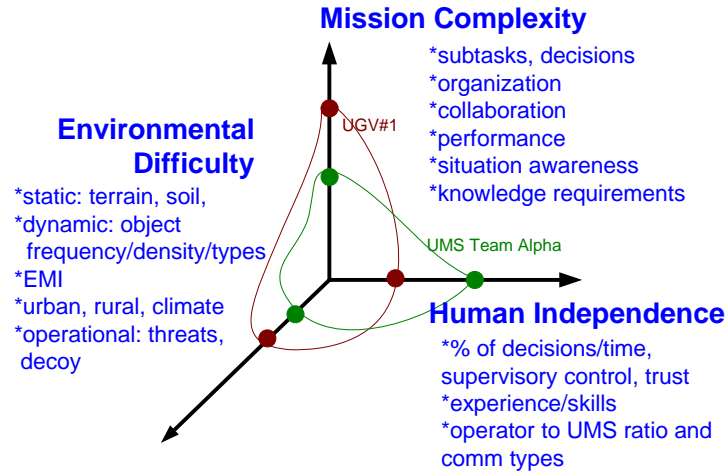 Mission Complexity
*subtasks, decisions
*organization
*collaboration
*performance
*situation awareness
*knowledge requirements
UGV#1
Environmental
Difficulty
*static: terrain, soil,
*dynamic: object
frequency/density/types
*EMI
*urban, rural, climate
*operational: threats,
decoy
UMS Team Alpha
Human Independence
*% of decisions/time,
supervisory control, trust
*experience/skills
*operator to UMS ratio and
comm types